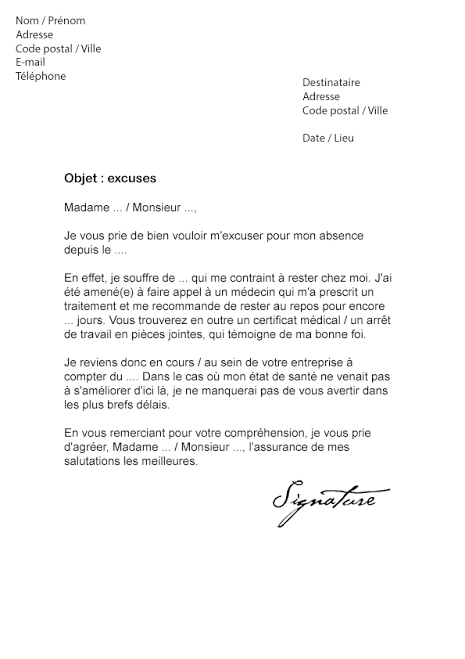 Nom / Prénom
Adresse
Code postal / Ville
E-mail
Téléphone
Destinataire
Adresse
Code postal / Ville
Date / Lieu
Objet : excuses
Madame ... / Monsieur ...,
Je vous prie de bien vouloir m'excuser pour mon absence
depuis le ....
En effet, je souffre de ... qui me contraint à rester chez moi. J'ai
été amené(e) à faire appel à un médecin qui m'a prescrit un
traitement et me recommande de rester au repos pour encore
... jours. Vous trouverez en outre un certificat médical / un arrêt
de travail en pièces jointes, qui témoigne de ma bonne foi.
Je reviens donc en cours / au sein de votre entreprise à
compter du .... Dans le cas où mon état de santé ne venait pas
à s'améliorer d'ici là, je ne manquerai pas de vous avertir dans
les plus brefs délais.
En vous remerciant pour votre compréhension, je vous prie
d'agréer, Madame ... / Monsieur ..., l'assurance de mes
salutations les meilleures.
Signature